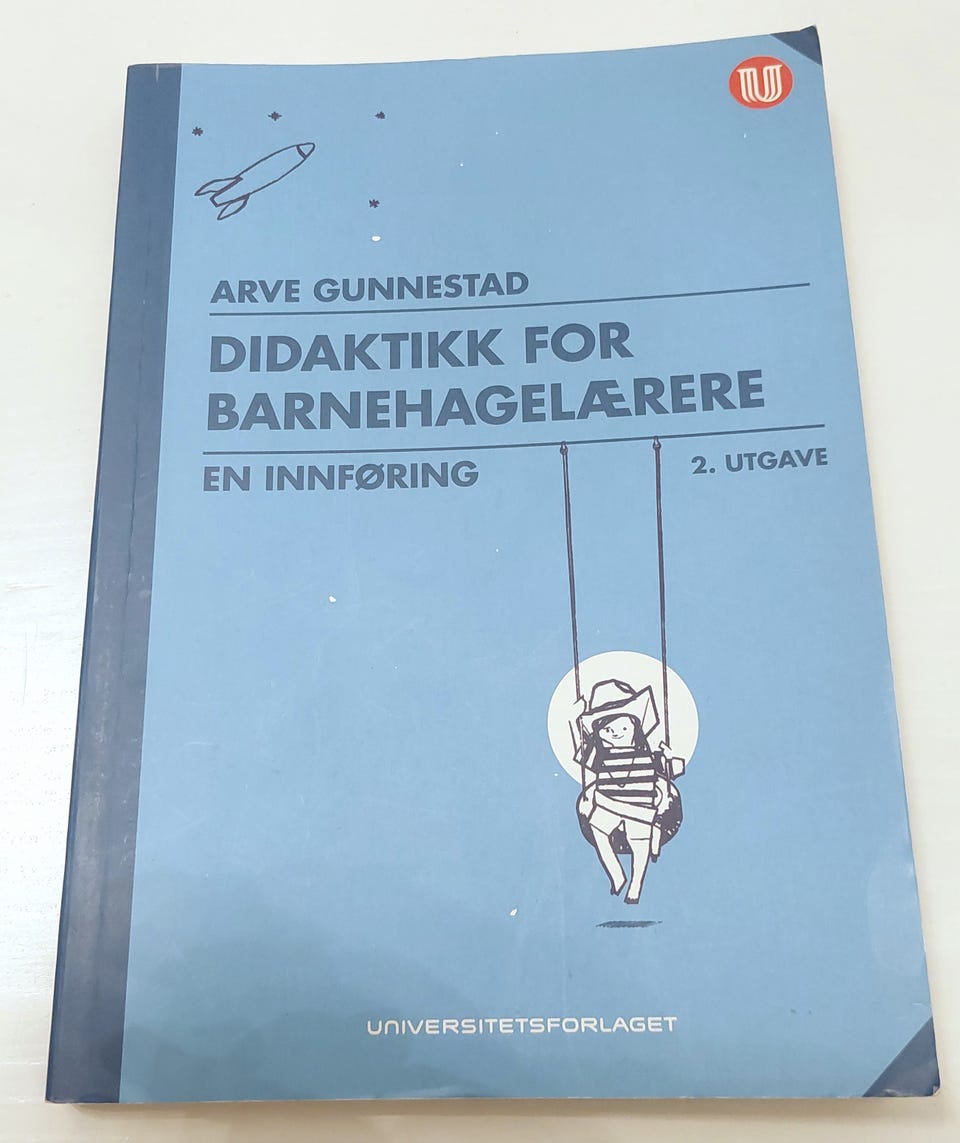 U
ARVE GUNNESTAD
DIDAKTIKK FOR
BARNEHAGELÆRERE
EN INNFØRING
2. UTGAVE
UNIVERSITETSFORLAGET